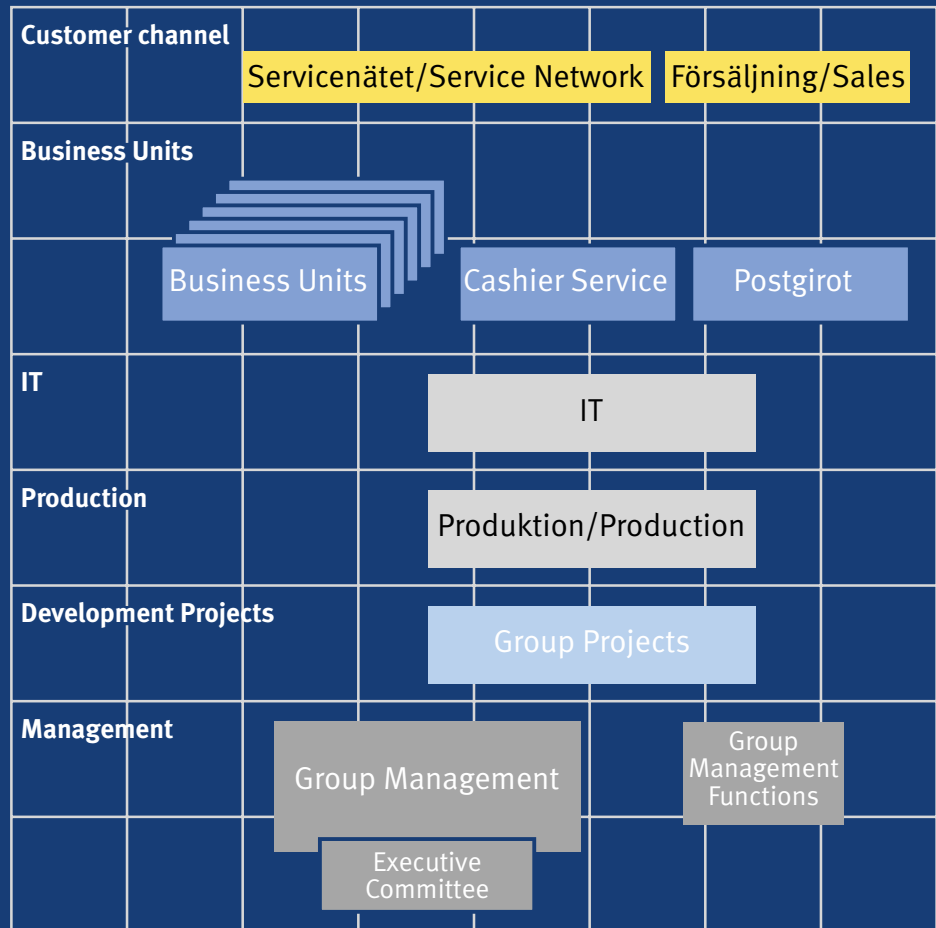 Customer channel
Servicenätet/Service Network
Försäljning/Sales
Business Units
Business Units
Cashier Service
Postgirot
IT
IT
Production
Produktion/Production
Development Projects
Group Projects
Management
Group Management
Group
Management
Functions
Executive
Committee